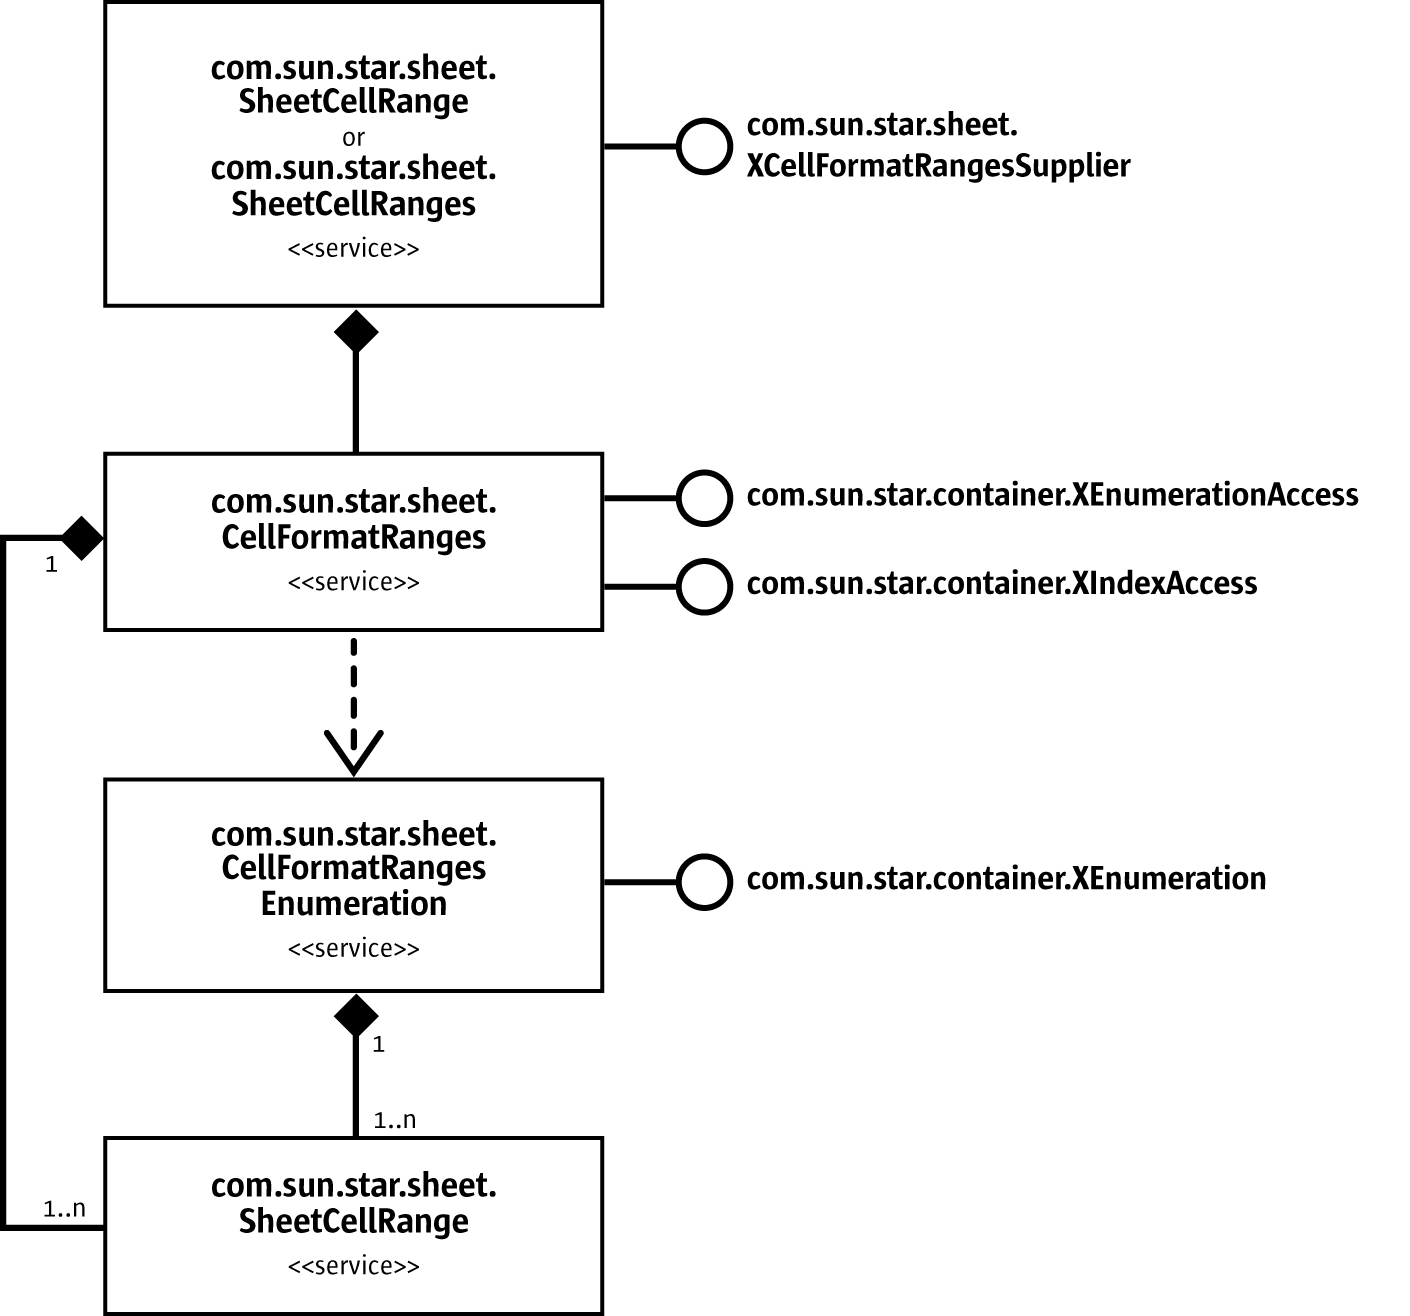 com.sun.star.sheet.
SheetCellRange
or
com.sun.star.sheet.
SheetCellRanges
<<service>>
com.sun.star.sheet.
XCellFormatRangesSupplier
com.sun.star.sheet.
CellFormatRanges
<<service>>
com.sun.star.container.XEnumerationAccess
com.sun.star.container.XIndexAccess
1
com.sun.star.sheet.
CellFormatRanges
Enumeration
<<service>>
com.sun.star.container.XEnumeration
1
1..n
com.sun.star.sheet.
SheetCellRange
<<service>>
1..n